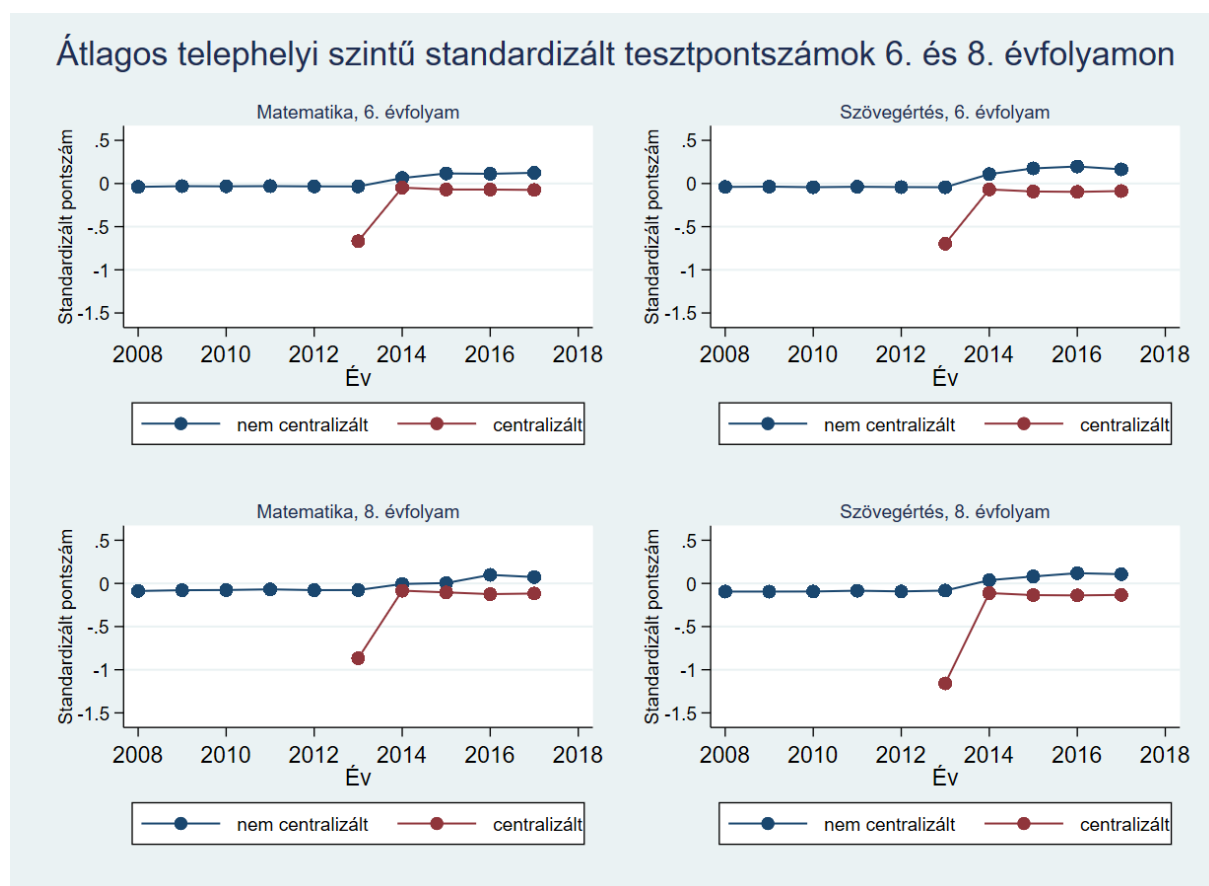 Átlagos telephelyi szintű standardizált tesztpontszámok 6. és 8. évfolyamon
Matematika, 6. évfolyam
Standardizált pontszám
.5
0
-.5
-1
-1.5
2008 2010 2012 2014 2016 2018
Év
nem centralizált centralizált
Szövegértés, 6. évfolyam
Standardizált pontszám
.5
0
-.5
-1
-1.5
2008 2010 2012 2014 2016 2018
Év
nem centralizált centralizált
Matematika, 8. évfolyam
Standardizált pontszám
.5
0
-.5
-1
-1.5
2008 2010 2012 2014 2016 2018
Év
nem centralizált centralizált
Szövegértés, 8. évfolyam
Standardizált pontszám
.5
0
-.5
-1
-1.5
2008 2010 2012 2014 2016 2018
Év
nem centralizált centralizált